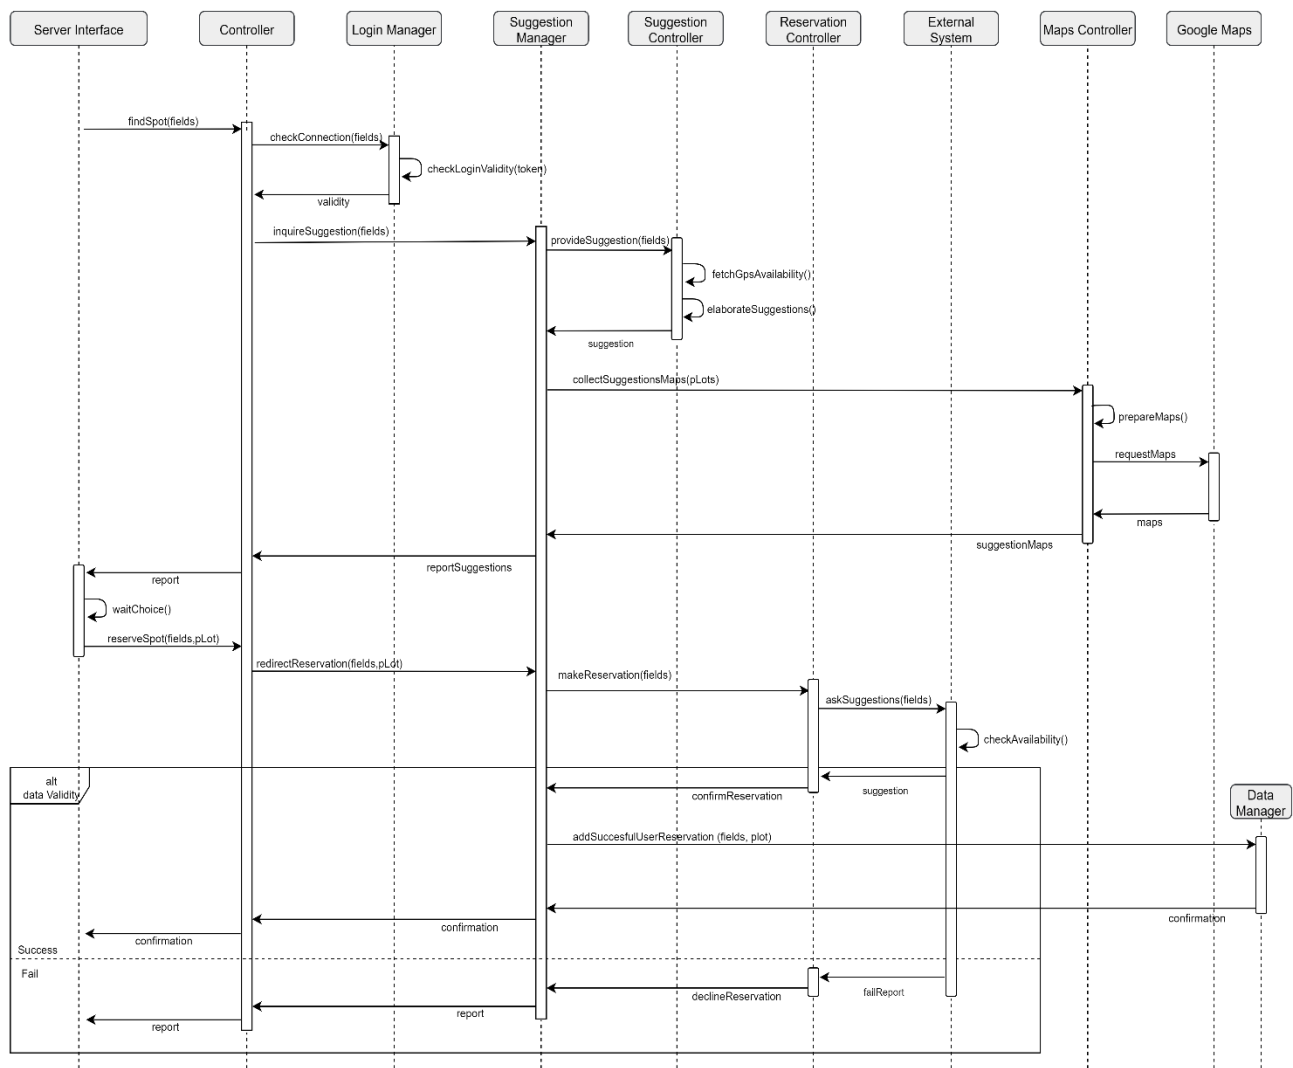 Server Interface
Controller
Login Manager
Suggestion
Manager
Suggestion
Controller
Reservation
Controller
External
System
Maps Controller
Google Maps
findSpot(fields)
checkConnection(fields)
checkLoginValidity(token)
validity
inquireSuggestion(fields)
provideSuggestion(fields)
fetchGpsAvailability()
elaborateSuggestions()
suggestion
collectSuggestionsMaps(pLots)
prepareMaps()
requestMaps
maps
suggestionMaps
reportSuggestions
report
waitChoice()
reserveSpot(fields,pLot)
redirectReservation(fields,pLot)
makeReservation(fields)
askSuggestions(fields)
checkAvailability()
alt
data Validity
suggestion
confirmReservation
Data
Manager
addSuccesfulUserReservation (fields, plot)
confirmation
confirmation
confirmation
Success
Fail
failReport
declineReservation
report
report